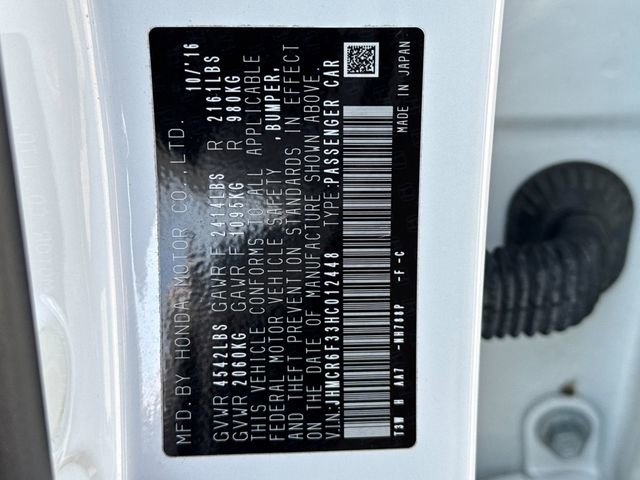 MFD. BY HONDA MOTOR CO., LTD. 10/'16
GVWR 4542LBS GAWR F 2414LBS R 2161LBS
GVWR 2060KG GAWR F 1095KG R 980KG
THIS VEHICLE CONFORMS TO ALL APPLICABLE
FEDERAL MOTOR VEHICLE SAFETY ,BUMPER,
AND THEFT PREVENTION STANDARDS IN EFFECT
ON THE DATE OF MANUFACTURE SHOWN ABOVE.
V.I.N.:JHMCR6F33HC012448 TYPE:PASSENGER CAR
T3W H AA7 -NH788P -F -C MADE IN JAPAN